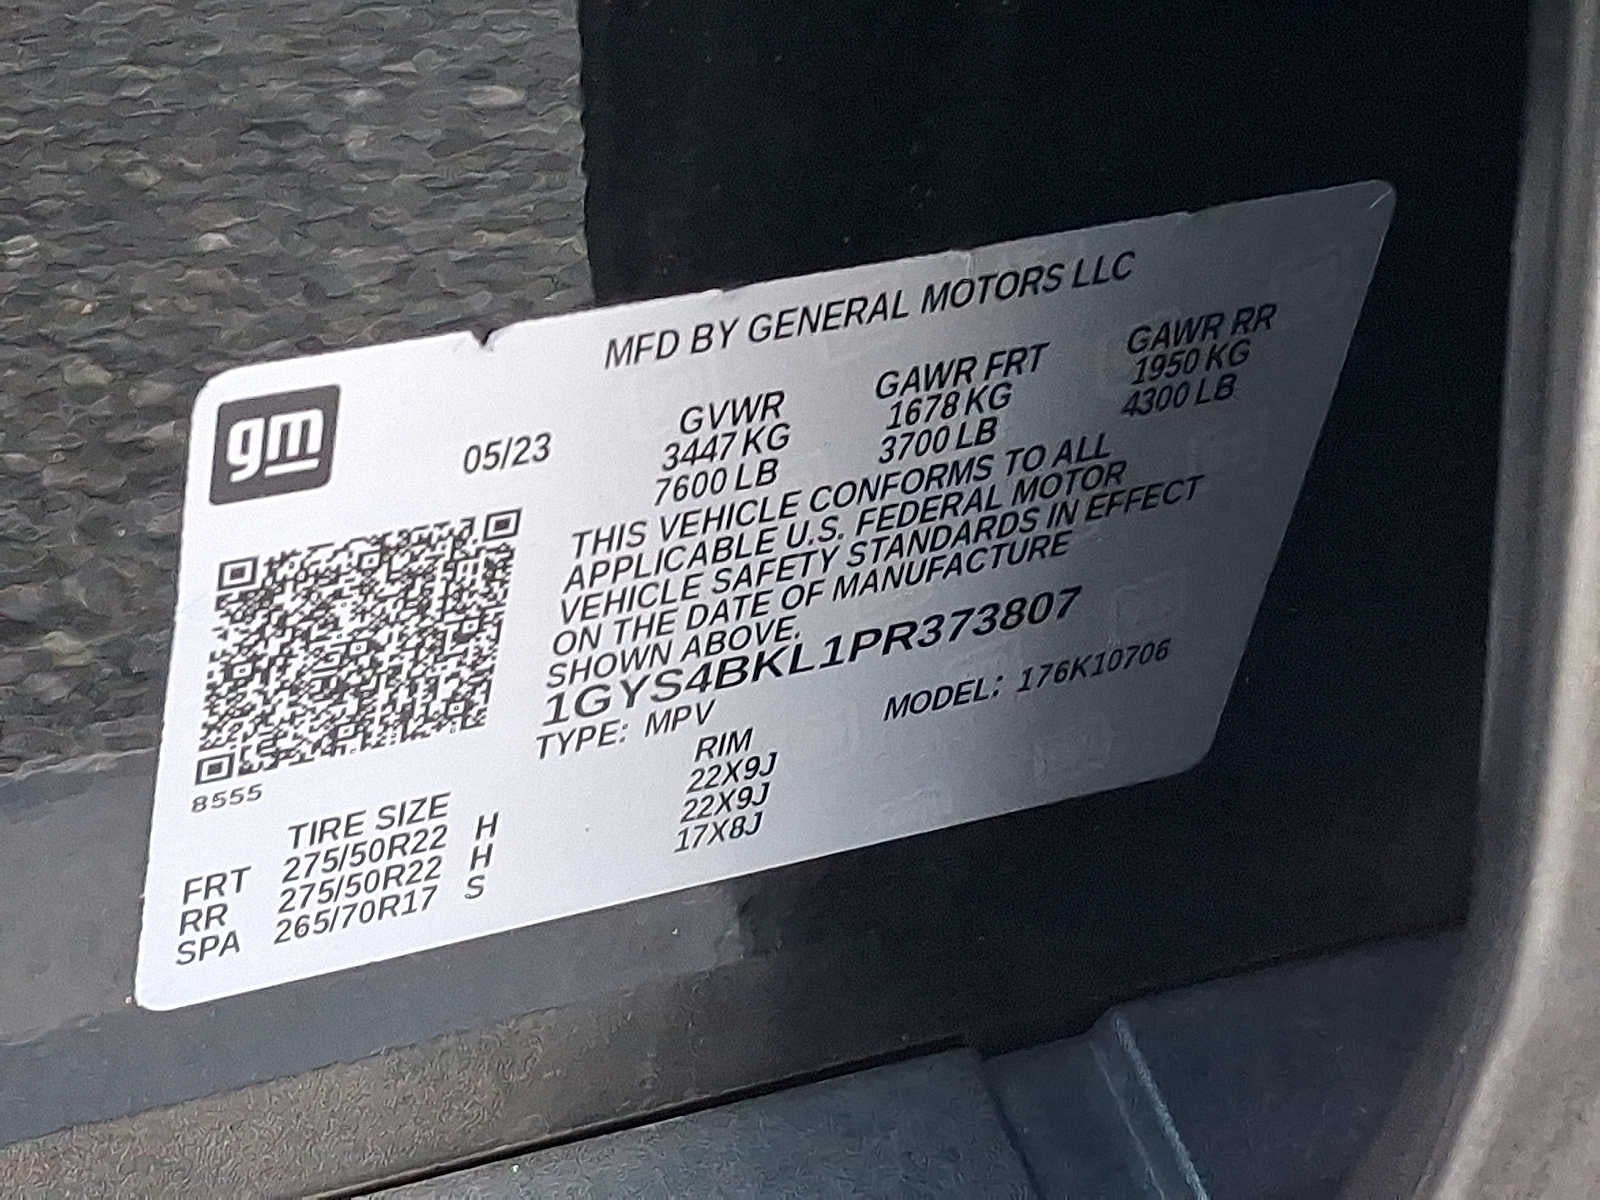 MFD BY GENERAL MOTORS LLC
gm
05/23
GVWR GAWR FRT GAWR RR
3447 KG 1678 KG 1950 KG
7600 LB 3700 LB 4300 LB
THIS VEHICLE CONFORMS TO ALL
APPLICABLE U.S. FEDERAL MOTOR
VEHICLE SAFETY STANDARDS IN EFFECT
ON THE DATE OF MANUFACTURE
SHOWN ABOVE.
1GYS4BKL1PR373807
TYPE: MPV MODEL: 176K10706
8555
TIRE SIZE RIM
FRT 275/50R22 H 22X9J
RR 275/50R22 H 22X9J
SPA 265/70R17 S 17X8J